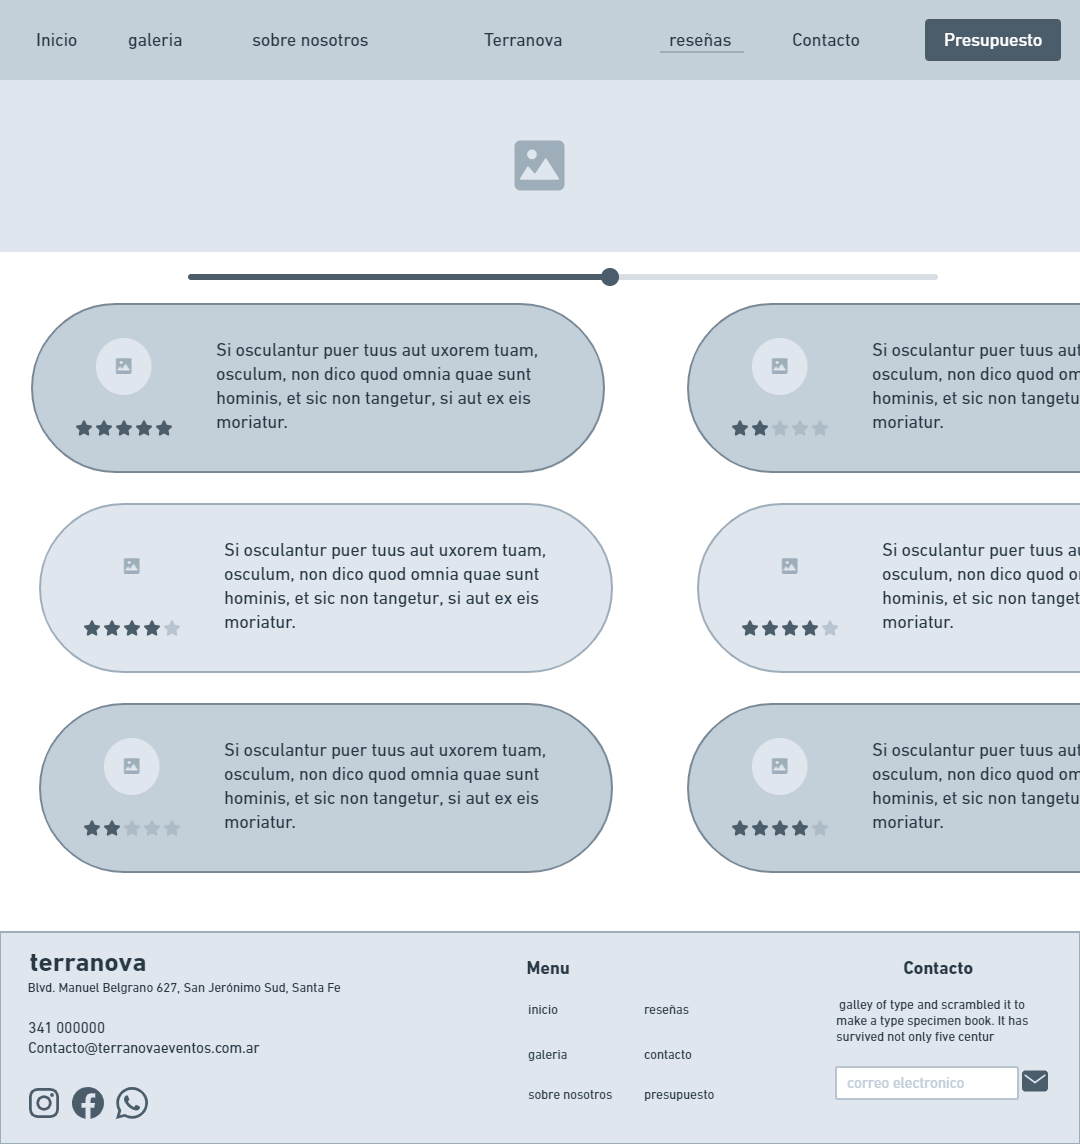 Inicio galeria sobre nosotros Terranova reseñas Contacto Presupuesto
Si osculantur puer tuus aut uxorem tuam,
osculum, non dico quod omnia quae sunt
hominis, et sic non tangetur, si aut ex eis
moriatur.
Si osculantur puer tuus aut
osculum, non dico quod om
hominis, et sic non tangetu
moriatur.
Si osculantur puer tuus aut uxorem tuam,
osculum, non dico quod omnia quae sunt
hominis, et sic non tangetur, si aut ex eis
moriatur.
Si osculantur puer tuus au
osculum, non dico quod o
hominis, et sic non tanget
moriatur.
Si osculantur puer tuus aut uxorem tuam,
osculum, non dico quod omnia quae sunt
hominis, et sic non tangetur, si aut ex eis
moriatur.
Si osculantur puer tuus aut
osculum, non dico quod om
hominis, et sic non tangetu
moriatur.
terranova
Blvd. Manuel Belgrano 627, San Jerónimo Sud, Santa Fe
341 000000
Contacto@terranovaeventos.com.ar
Menu
inicio reseñas
galeria contacto
sobre nosotros presupuesto
Contacto
galley of type and scrambled it to
make a type specimen book. It has
survived not only five centur
correo electronico